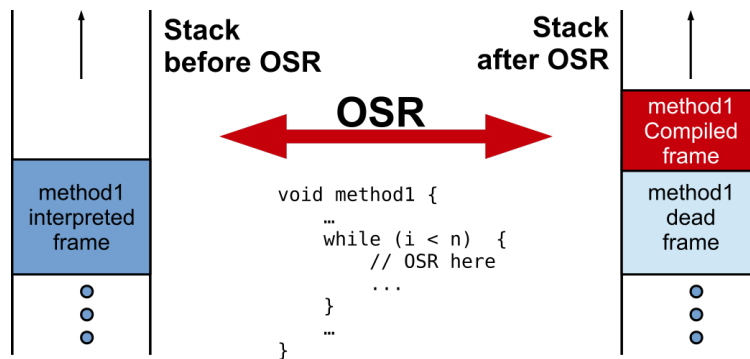 Stack
before OSR
Stack
after OSR
OSR
method1
Compiled
frame
method1
interpreted
frame
method1
dead
frame
void method1 {
    …
    while (i < n)  {
        // OSR here
        ...
    }
    …
}